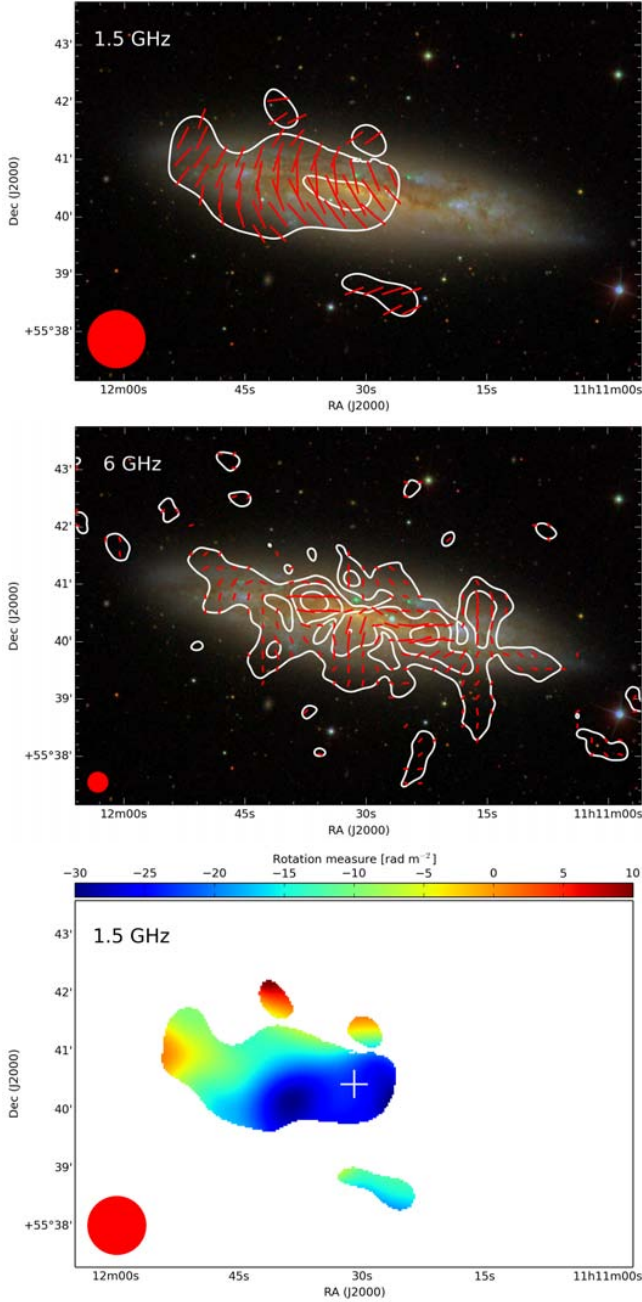 1.5 GHz
43'
42'
41'
40'
39'
+55°38'
Dec (J2000)
12m00s 45s 30s 15s 11h11m00s
RA (J2000)
6 GHz
43'
42'
41'
40'
39'
+55°38'
Dec (J2000)
12m00s 45s 30s 15s 11h11m00s
RA (J2000)
Rotation measure [rad m⁻²]
−30 −25 −20 −15 −10 −5 0 5 10
1.5 GHz
43'
42'
41'
40'
39'
+55°38'
Dec (J2000)
12m00s 45s 30s 15s 11h11m00s
RA (J2000)